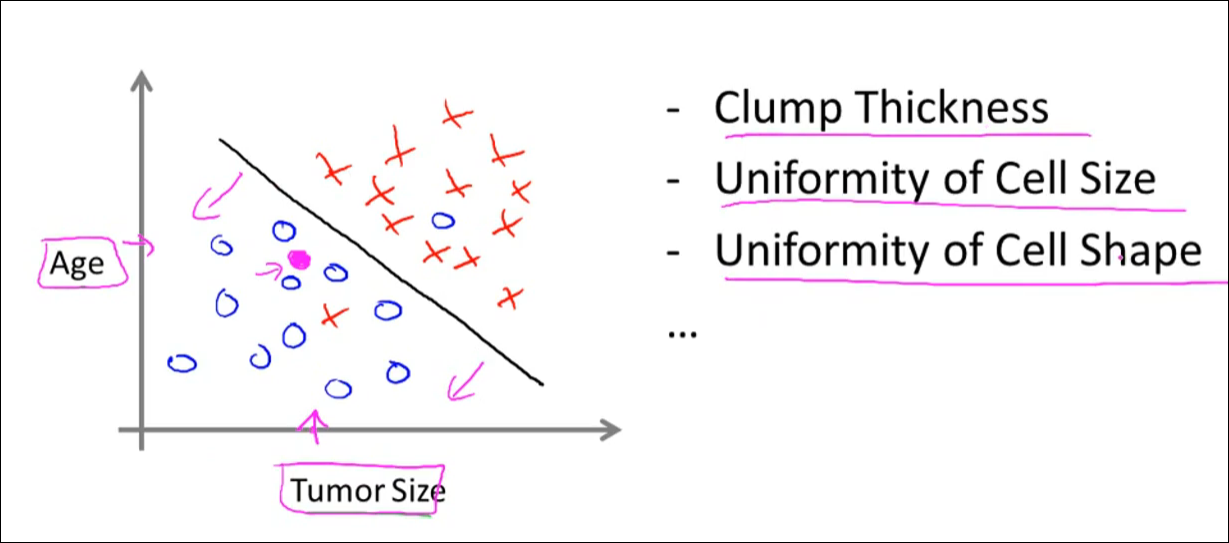 - Clump Thickness
- Uniformity of Cell Size
- Uniformity of Cell Shape
...
Age
Tumor Size